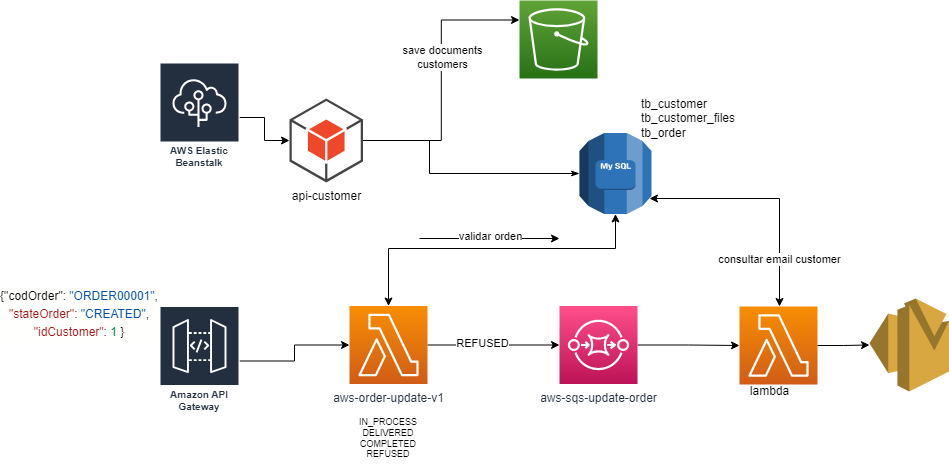 save documents
customers
tb_customer
tb_customer_files
tb_order
AWS Elastic
Beanstalk
My SQL
api-customer
validar orden
consultar email customer
{"codOrder": "ORDER00001",
"stateOrder": "CREATED",
"idCustomer": 1 }
REFUSED
Amazon API
Gateway
aws-order-update-v1
aws-sqs-update-order
lambda
IN_PROCESS
DELIVERED
COMPLETED
REFUSED